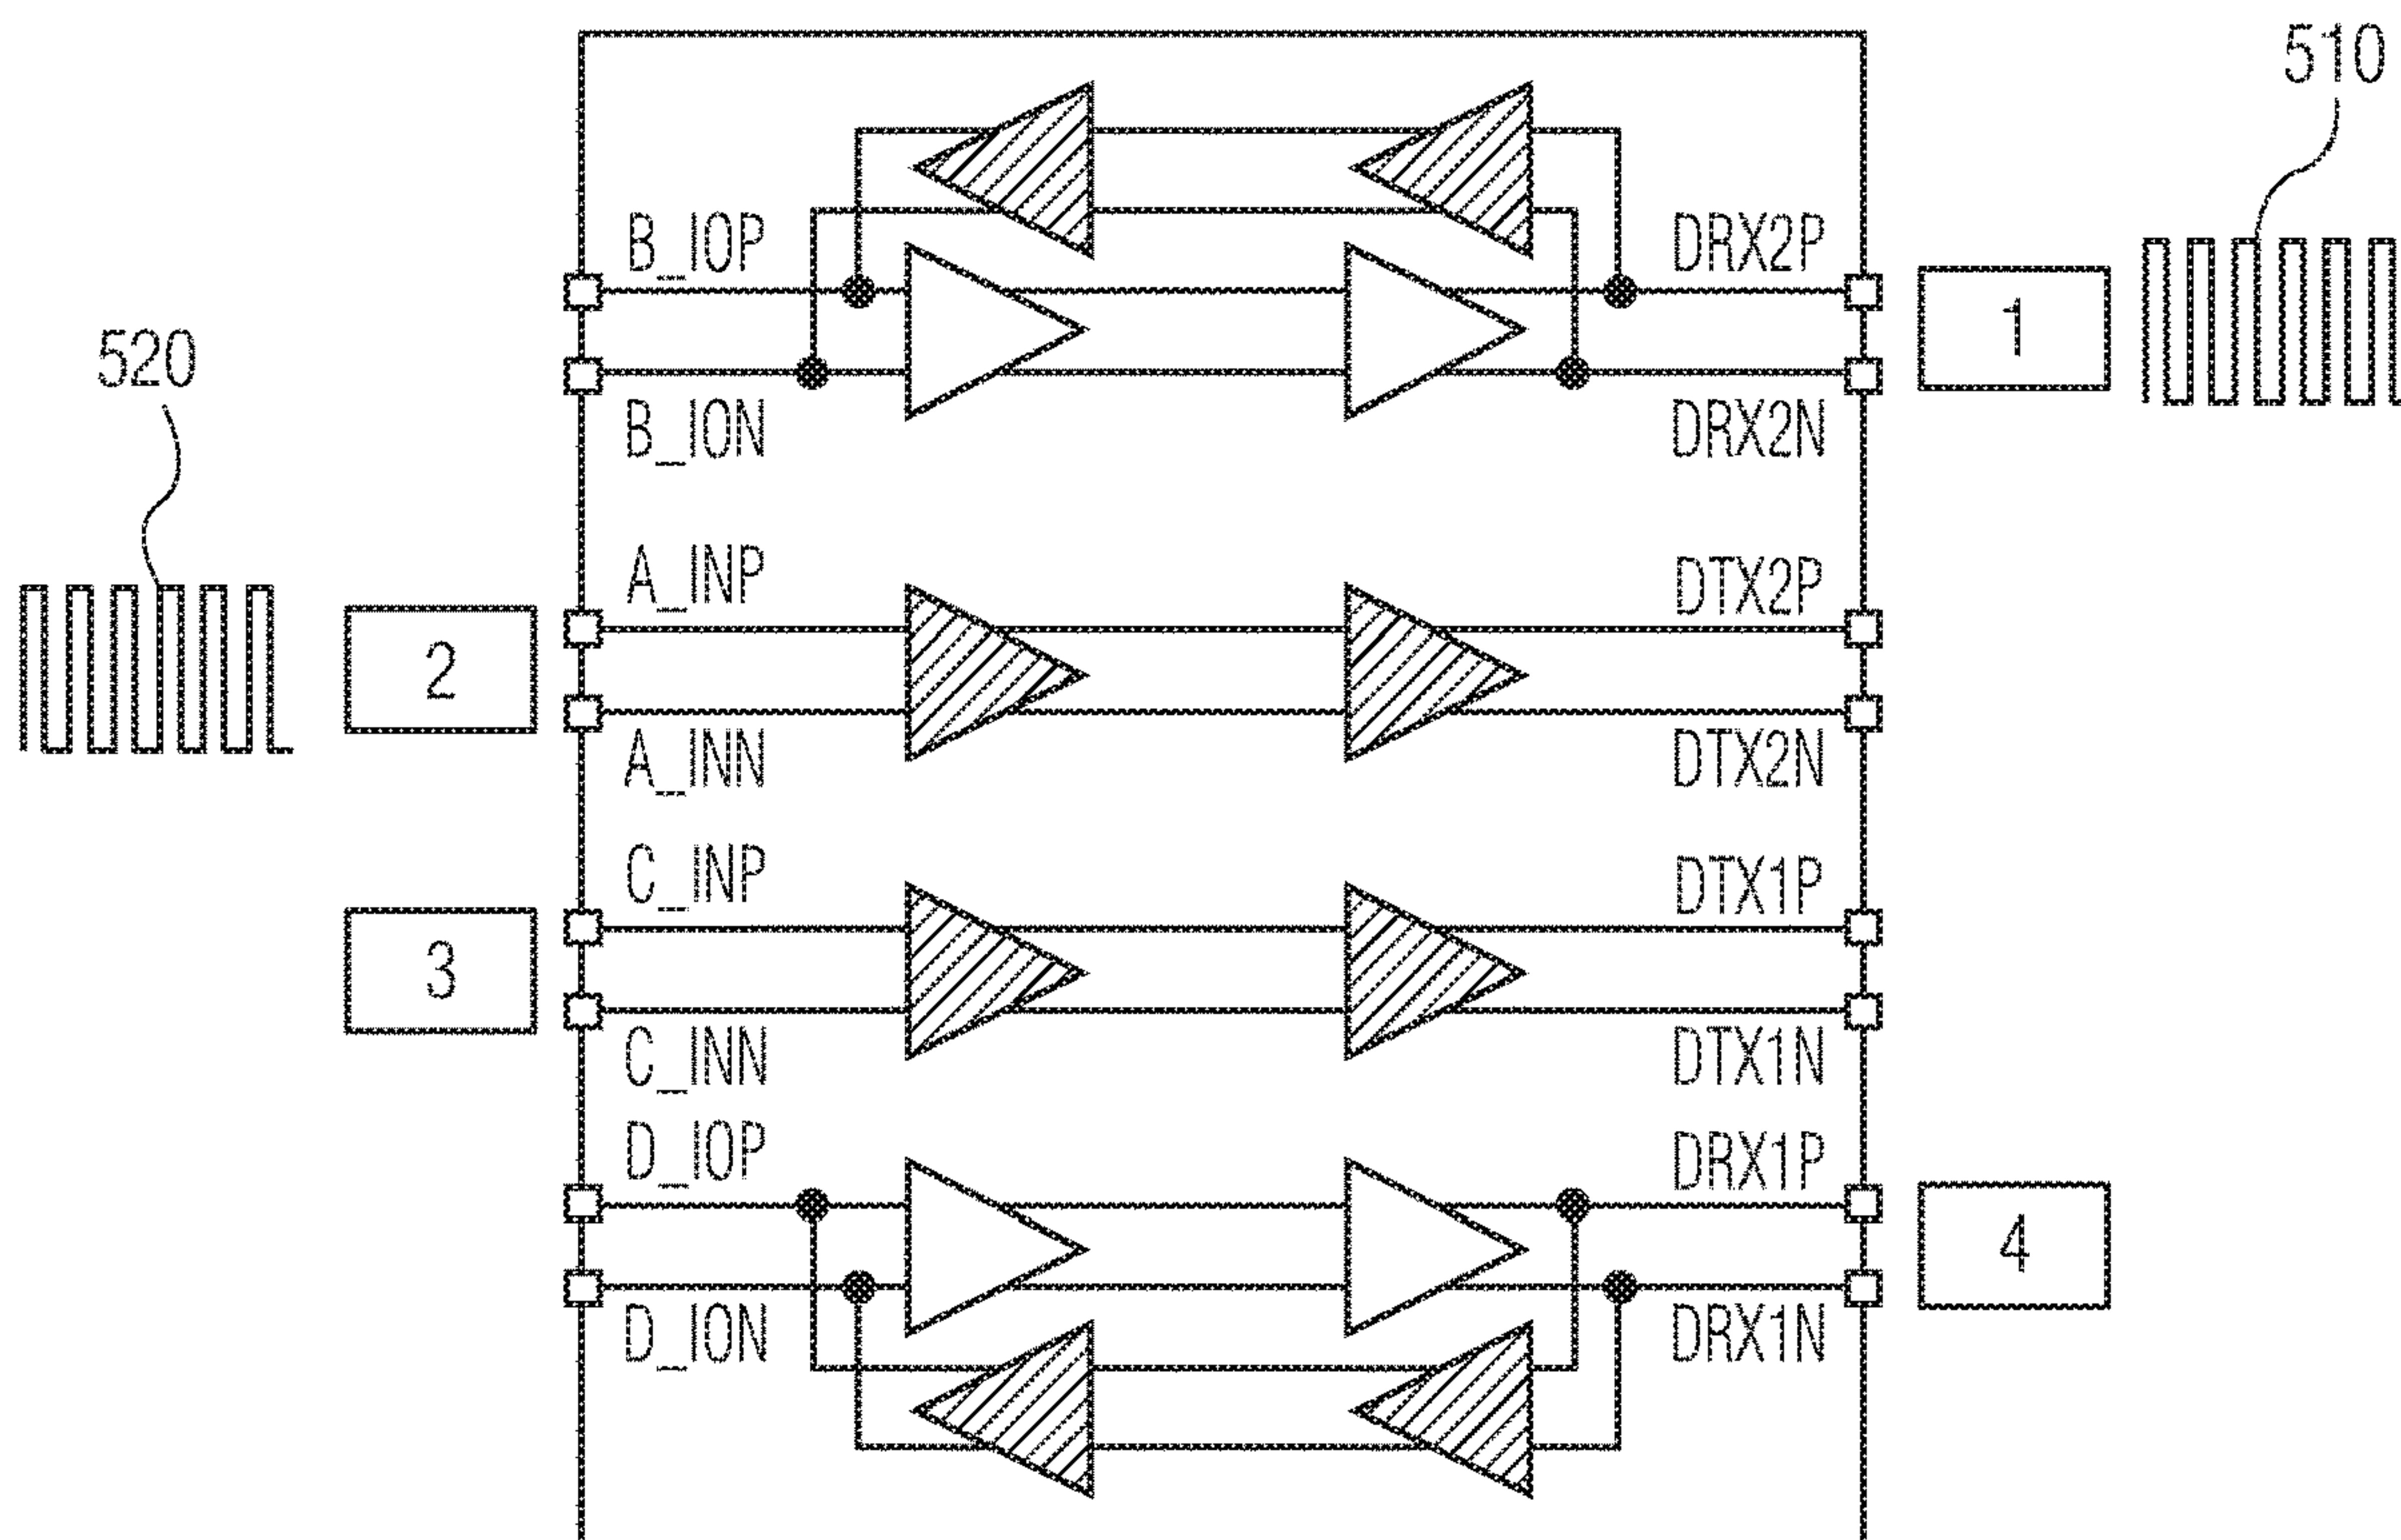 510
B_IOP
DRX2P
1
520
B_ION
DRX2N
A_INP
DTX2P
2
A_INN
DTX2N
C_INP
DTX1P
3
C_INN
DTX1N
D_IOP
DRX1P
4
D_ION
DRX1N